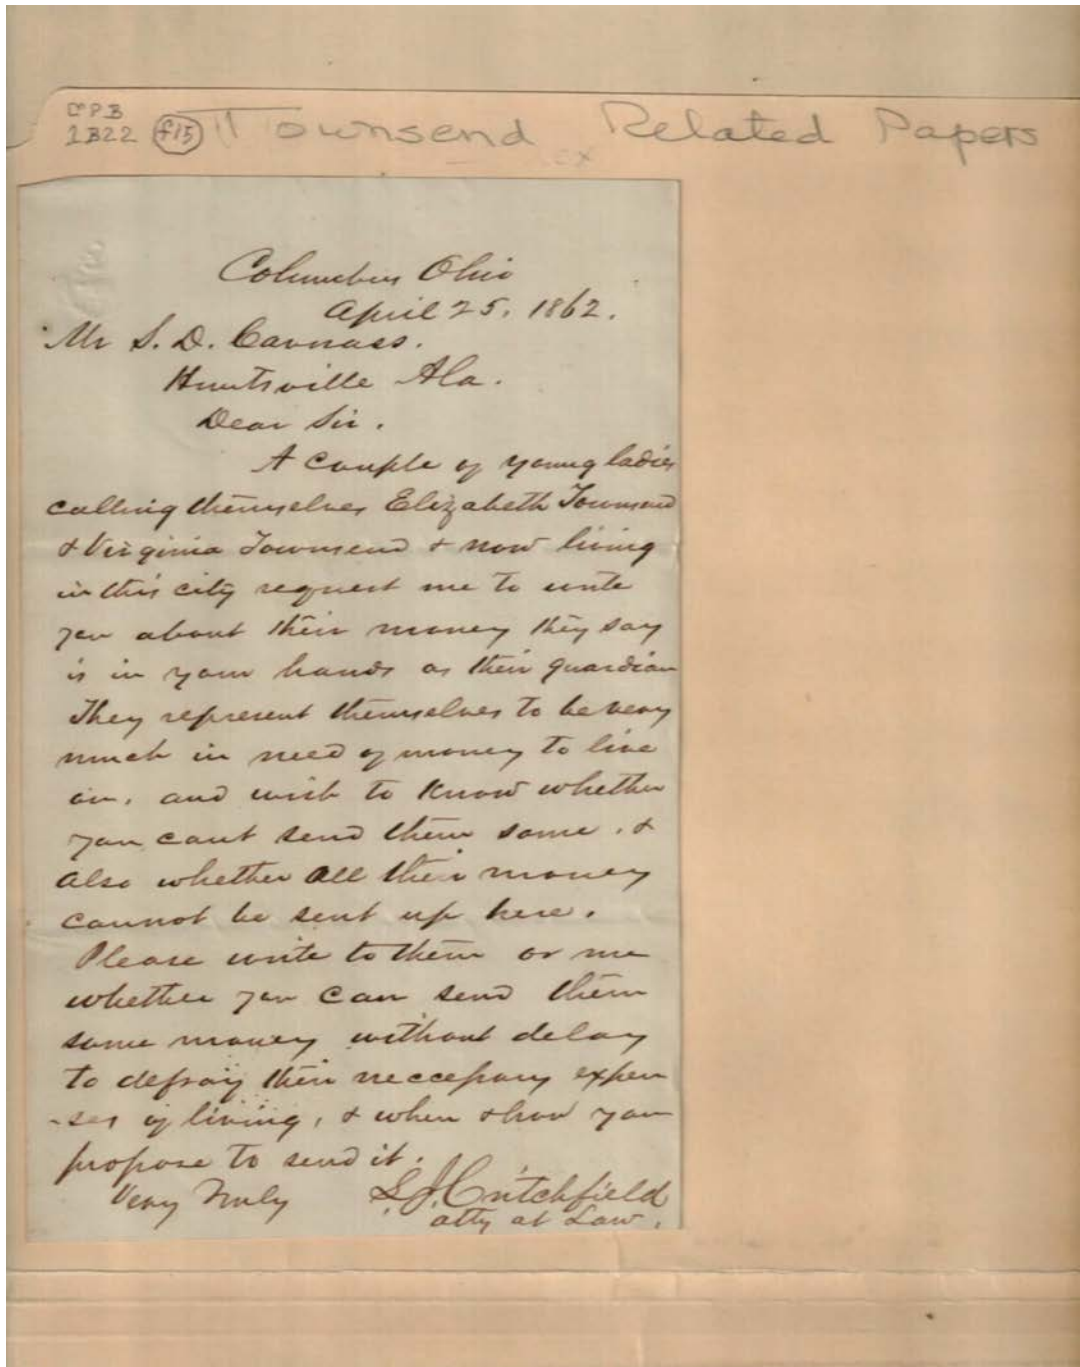 CPB
2B22 f15 Townsend Related Papers
Columbus Ohio
April 25. 1862.
Mr S. D. Cavnass.
Huntsville Ala.
Dear Sir.
A couple of young ladies
calling themselves Elizabeth Townsend
& Virginia Townsend & now living
in this city request me to write
you about their money they say
is in your hands as their guardian
They represent themselves to be very
much in need of money to live
on, and wish to know whether
you cant send them some, &
also whether all their money
cannot be sent up here.
Please write to them or me
whether you can send them
some money without delay
to defray their neccessary expen
-ses of living, & when & how you
propose to send it.
Very Truly S. J. Critchfield
atty at Law.